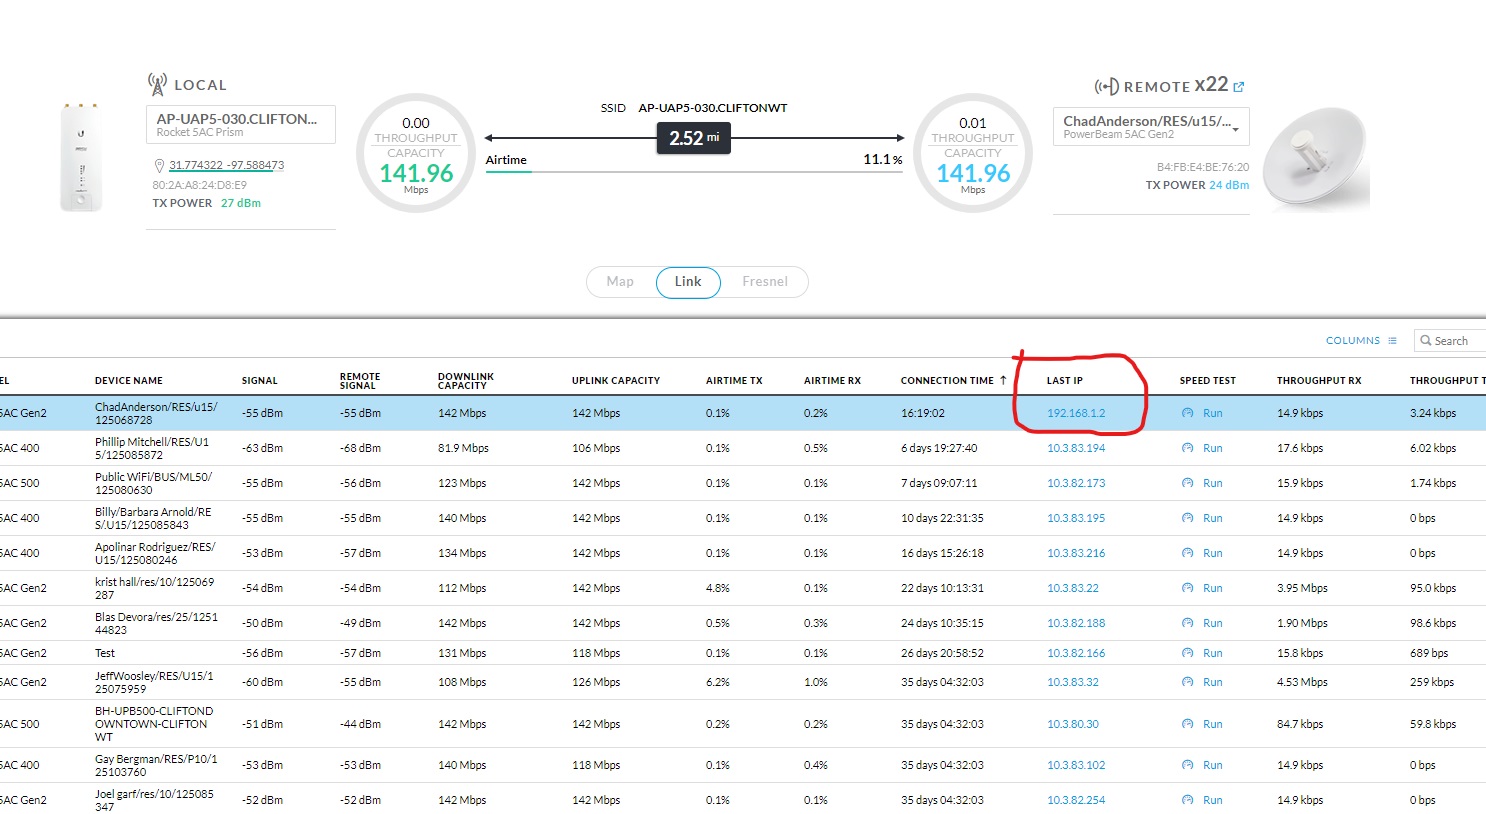 LOCAL
AP-UAP5-030.CLIFTON...
Rocket 5AC Prism
31.774322 -97.588473
80:2A:A8:24:D8:E9
TX POWER 27 dBm
0.00
THROUGHPUT
CAPACITY
141.96
Mbps
SSID AP-UAP5-030.CLIFTONWT
2.52 mi
Airtime 11.1 %
0.01
THROUGHPUT
CAPACITY
141.96
Mbps
REMOTE x22
ChadAnderson/RES/u15/...
PowerBeam 5AC Gen2
B4:FB:E4:BE:76:20
TX POWER 24 dBm
Map Link Fresnel
COLUMNS Search
EL DEVICE NAME SIGNAL REMOTE SIGNAL DOWNLINK CAPACITY UPLINK CAPACITY AIRTIME TX AIRTIME RX CONNECTION TIME ↑ LAST IP SPEED TEST THROUGHPUT RX THROUGHPUT T
5AC Gen2 ChadAnderson/RES/u15/125068728 -55 dBm -55 dBm 142 Mbps 142 Mbps 0.1% 0.2% 16:19:02 192.168.1.2 Run 14.9 kbps 3.24 kbps
5AC 400 Phillip Mitchell/RES/U15/125085872 -63 dBm -68 dBm 81.9 Mbps 106 Mbps 0.1% 0.5% 6 days 19:27:40 10.3.83.194 Run 17.6 kbps 6.02 kbps
5AC 500 Public WiFi/BUS/ML50/125080630 -55 dBm -56 dBm 123 Mbps 142 Mbps 0.1% 0.1% 7 days 09:07:11 10.3.82.173 Run 15.9 kbps 1.74 kbps
5AC 400 Billy/Barbara Arnold/RES/.U15/125085843 -55 dBm -55 dBm 140 Mbps 142 Mbps 0.1% 0.1% 10 days 22:31:35 10.3.83.195 Run 14.9 kbps 0 bps
5AC 400 Apolinar Rodriguez/RES/U15/125080246 -53 dBm -57 dBm 134 Mbps 142 Mbps 0.1% 0.1% 16 days 15:26:18 10.3.83.216 Run 14.9 kbps 0 bps
5AC Gen2 krist hall/res/10/125069287 -54 dBm -54 dBm 112 Mbps 142 Mbps 4.8% 0.1% 22 days 10:13:31 10.3.83.22 Run 3.95 Mbps 95.0 kbps
5AC Gen2 Blas Devora/res/25/125144823 -50 dBm -49 dBm 142 Mbps 142 Mbps 0.5% 0.3% 24 days 10:35:15 10.3.82.188 Run 1.90 Mbps 98.6 kbps
5AC Gen2 Test -56 dBm -57 dBm 131 Mbps 118 Mbps 0.1% 0.1% 26 days 20:58:52 10.3.82.166 Run 15.8 kbps 689 bps
5AC Gen2 JeffWoosley/RES/U15/125075959 -60 dBm -55 dBm 108 Mbps 126 Mbps 6.2% 1.0% 35 days 04:32:03 10.3.83.32 Run 4.53 Mbps 259 kbps
5AC 500 BH-UPB500-CLIFTONDOWNTOWN-CLIFTONWT -51 dBm -44 dBm 142 Mbps 142 Mbps 0.2% 0.2% 35 days 04:32:03 10.3.80.30 Run 84.7 kbps 59.8 kbps
5AC 400 Gay Bergman/RES/P10/125103760 -53 dBm -53 dBm 140 Mbps 118 Mbps 0.1% 0.4% 35 days 04:32:03 10.3.83.102 Run 14.9 kbps 0 bps
5AC Gen2 Joel garf/res/10/125085347 -52 dBm -52 dBm 142 Mbps 142 Mbps 0.1% 0.1% 35 days 04:32:03 10.3.82.254 Run 14.9 kbps 0 bps